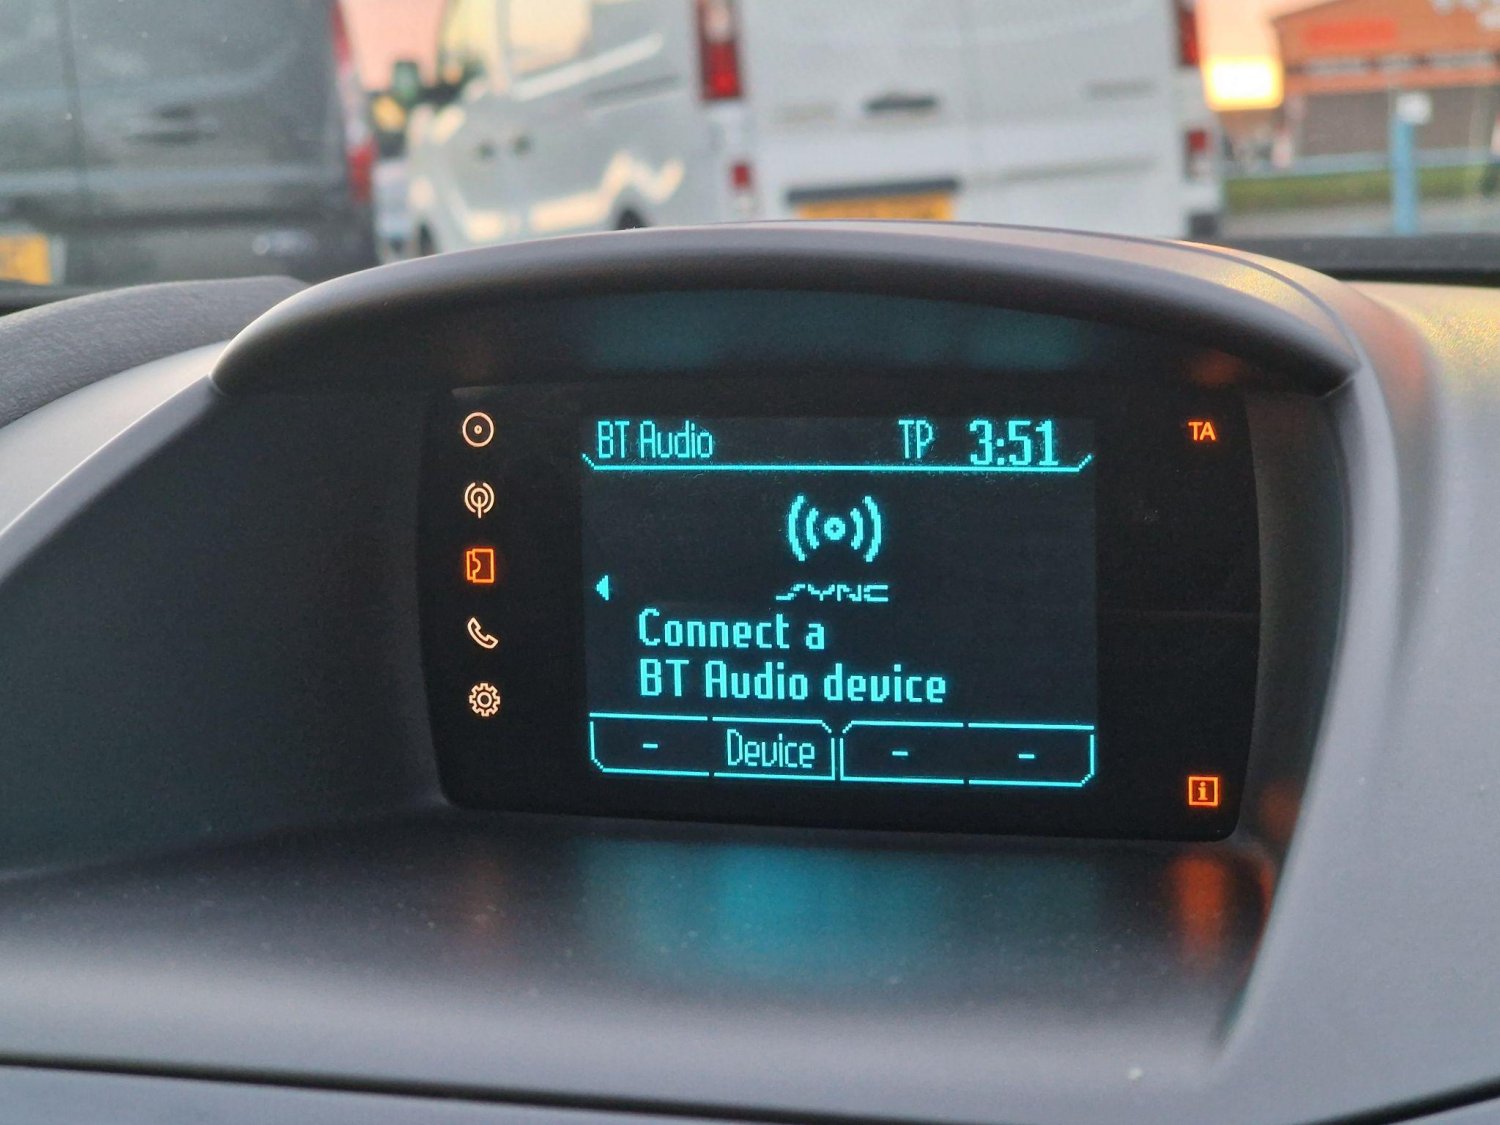 BT Audio TP 3:51
TA
SYNC
Connect a
BT Audio device
- Device - -
i